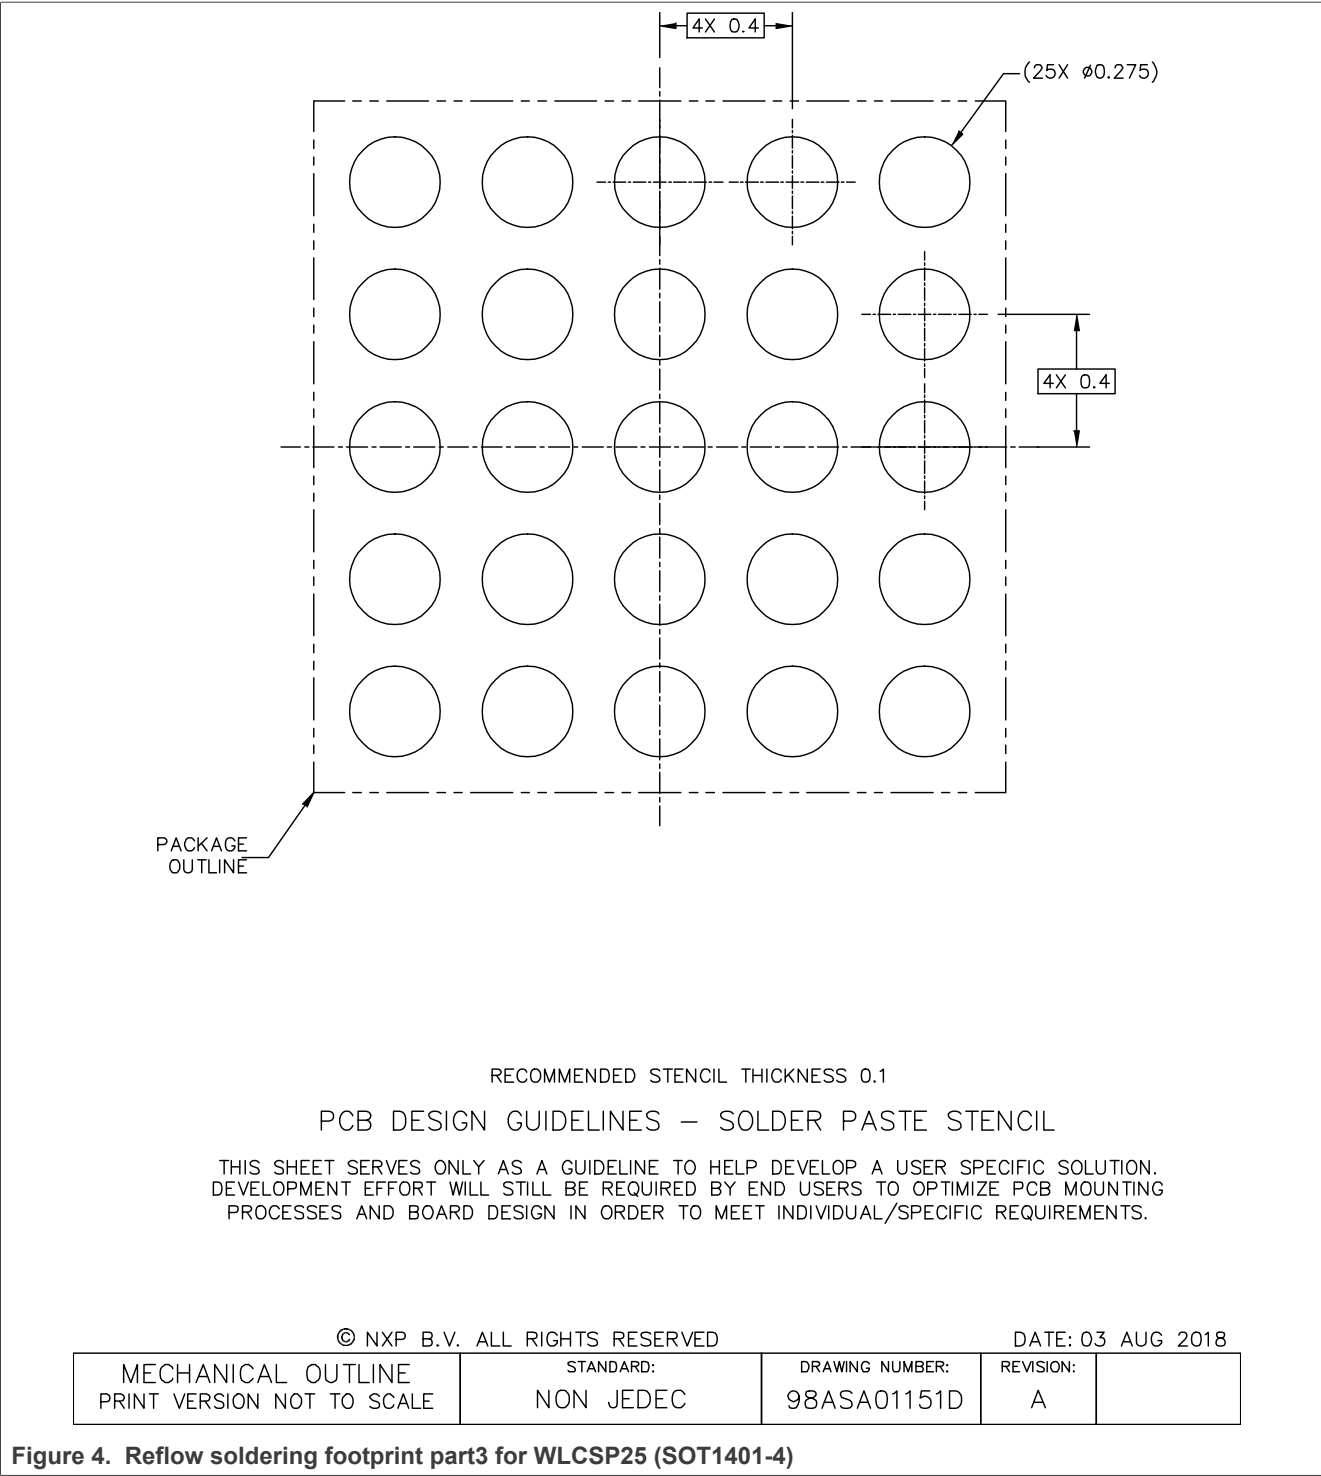 4X 0.4
(25X ø0.275)
4X 0.4
PACKAGE
OUTLINE
RECOMMENDED STENCIL THICKNESS 0.1
PCB DESIGN GUIDELINES – SOLDER PASTE STENCIL
THIS SHEET SERVES ONLY AS A GUIDELINE TO HELP DEVELOP A USER SPECIFIC SOLUTION.
DEVELOPMENT EFFORT WILL STILL BE REQUIRED BY END USERS TO OPTIMIZE PCB MOUNTING
PROCESSES AND BOARD DESIGN IN ORDER TO MEET INDIVIDUAL/SPECIFIC REQUIREMENTS.
© NXP B.V. ALL RIGHTS RESERVED
DATE: 03 AUG 2018
MECHANICAL OUTLINE
PRINT VERSION NOT TO SCALE
STANDARD:
NON JEDEC
DRAWING NUMBER:
98ASA01151D
REVISION:
A
Figure 4. Reflow soldering footprint part3 for WLCSP25 (SOT1401-4)